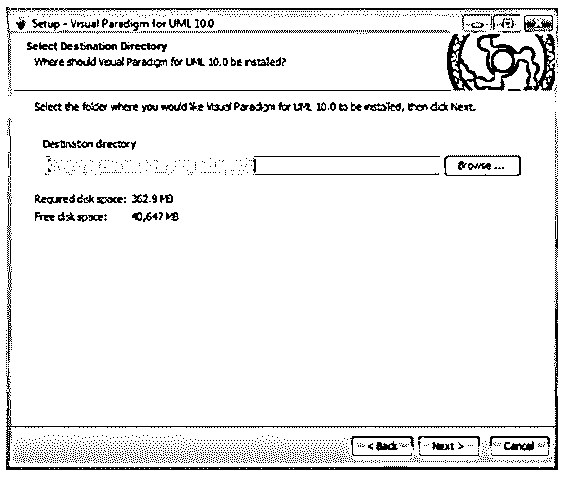 Setup - Visual Paradigm for UML 10.0
Select Destination Directory
Where should Visual Paradigm for UML 10.0 be installed?
Select the folder where you would like Visual Paradigm for UML 10.0 to be installed, then click Next.
Destination directory
Browse ...
Required disk space: 362.9 MB
Free disk space: 40,647 MB
< Back
Next >
Cancel